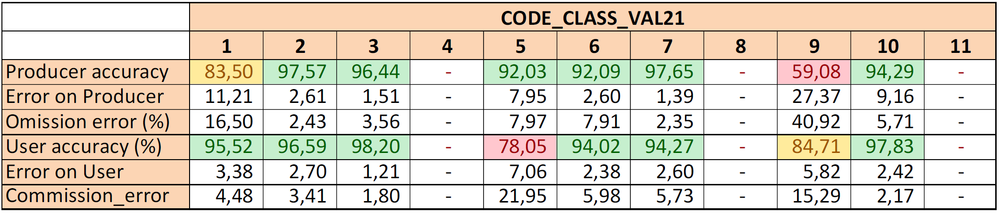 CODE_CLASS_VAL21
1 2 3 4 5 6 7 8 9 10 11
Producer accuracy 83,50 97,57 96,44 - 92,03 92,09 97,65 - 59,08 94,29 -
Error on Producer 11,21 2,61 1,51 - 7,95 2,60 1,39 - 27,37 9,16 -
Omission error (%) 16,50 2,43 3,56 - 7,97 7,91 2,35 - 40,92 5,71 -
User accuracy (%) 95,52 96,59 98,20 - 78,05 94,02 94,27 - 84,71 97,83 -
Error on User 3,38 2,70 1,21 - 7,06 2,38 2,60 - 5,82 2,42 -
Commission_error 4,48 3,41 1,80 - 21,95 5,98 5,73 - 15,29 2,17 -